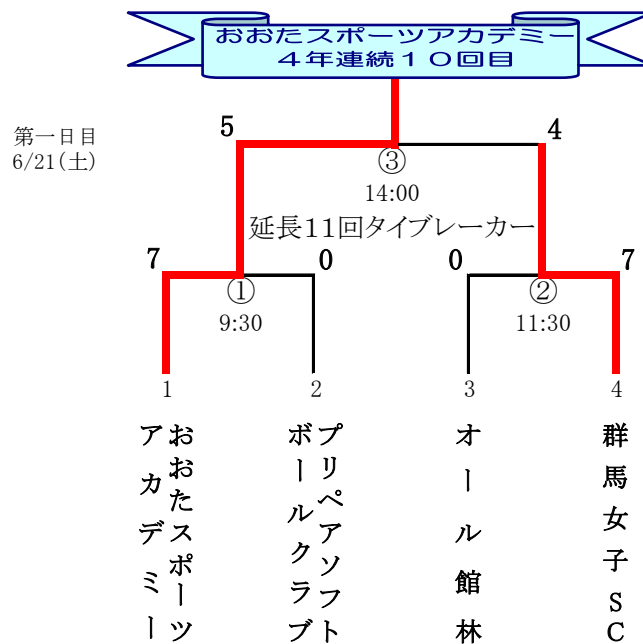 おおたスポーツアカデミー
4年連続10回目
第一日目
6/21(土)
5
4
③
14:00
延長11回タイブレーカー
7
0
0
7
①
②
9:30
11:30
1
2
3
4
おおたスポーツ
アカデミー
プリペアソフト
ボールクラブ
オール館林
群馬女子SC